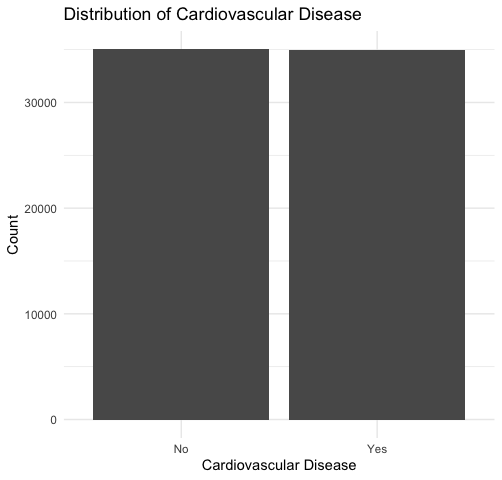 Distribution of Cardiovascular Disease
Count
30000
20000
10000
0
No
Yes
Cardiovascular Disease